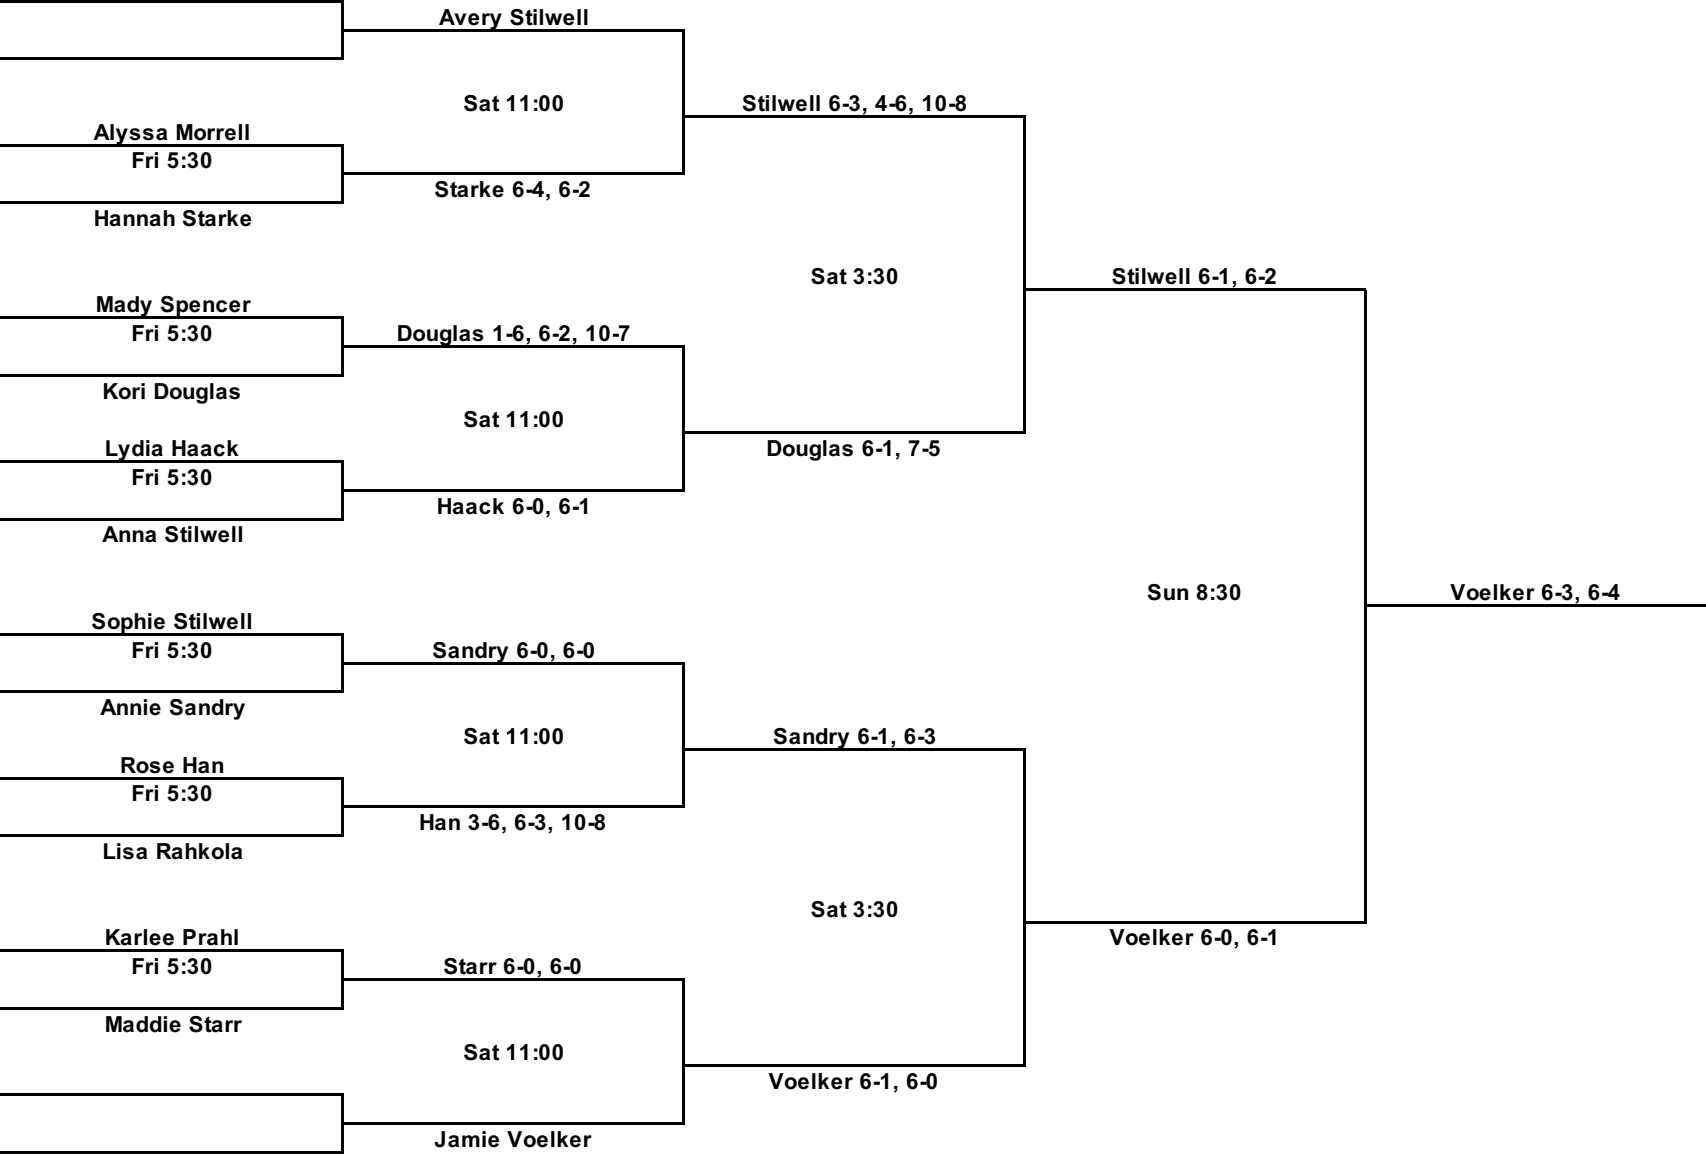 Avery Stilwell
Sat 11:00
Stilwell 6-3, 4-6, 10-8
Alyssa Morrell
Fri 5:30
Starke 6-4, 6-2
Hannah Starke
Sat 3:30
Stilwell 6-1, 6-2
Mady Spencer
Fri 5:30
Douglas 1-6, 6-2, 10-7
Kori Douglas
Sat 11:00
Lydia Haack
Douglas 6-1, 7-5
Fri 5:30
Haack 6-0, 6-1
Anna Stilwell
Sun 8:30
Voelker 6-3, 6-4
Sophie Stilwell
Fri 5:30
Sandry 6-0, 6-0
Annie Sandry
Sat 11:00
Sandry 6-1, 6-3
Rose Han
Fri 5:30
Han 3-6, 6-3, 10-8
Lisa Rahkola
Sat 3:30
Karlee Prahl
Voelker 6-0, 6-1
Fri 5:30
Starr 6-0, 6-0
Maddie Starr
Sat 11:00
Voelker 6-1, 6-0
Jamie Voelker